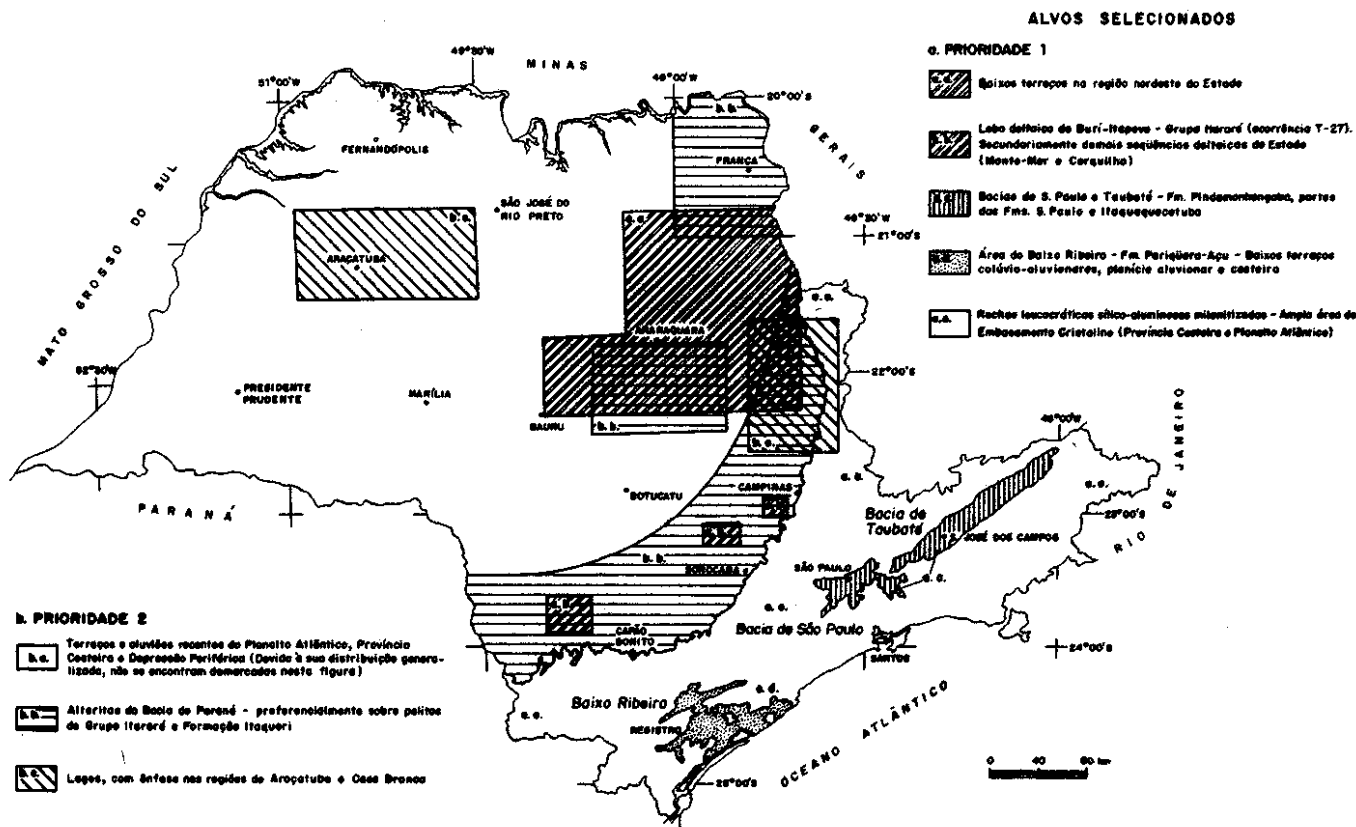 ALVOS SELECIONADOS
a. PRIORIDADE 1
a.a.
Baixos terraços na região nordeste do Estado
Lobo deltaico de Burí-Itapeva - Grupo Itararé (ocorrência T-27).
Secundariamente demais seqüências deltaicas do Estado
(Monte-Mor e Cerquilho)
Bacias de S. Paulo e Taubaté - Fm. Pindamonhangaba, partes
das Fms. S. Paulo e Itaquaquecetuba
Área do Baixo Ribeira - Fm. Pariqüera-Açu - Baixos terraços
colúvio-aluvionares, planície aluvionar e costeira
Rochas leucocráticas sílico-aluminosas milonitizadas - Ampla área do
Embasamento Cristalino (Província Costeira e Planalto Atlântico)
MINAS
GERAIS
MATO GROSSO DO SUL
PARANÁ
RIO DE JANEIRO
OCEANO ATLÂNTICO
51°00'W
49°30'W
48°00'W
20°00'S
46°30'W
21°00'S
52°30'W
22°00'S
45°00'W
23°00'S
24°00'S
25°00'S
FERNANDÓPOLIS
FRANCA
SÃO JOSÉ DO
RIO PRETO
ARAÇATUBA
ARARAQUARA
PRESIDENTE
PRUDENTE
MARÍLIA
BAURU
BOTUCATU
CAMPINAS
SOROCABA
CAPÃO
BONITO
Bacia de
Taubaté
S. JOSÉ DOS CAMPOS
SÃO PAULO
Bacia de São Paulo
SANTOS
Baixo Ribeira
REGISTRO
b.b.
b.c.
0 40 80 km
b. PRIORIDADE 2
b.a.
Terraços e aluviões recentes do Planalto Atlântico, Província
Costeira e Depressão Periférica (Devido à sua distribuição genera-
lizada, não se encontram demarcados nesta figura)
b.b.
Alteritas da Bacia do Paraná - preferencialmente sobre pelitos
do Grupo Itararé e Formação Itaqueri
b.c.
Lagoas, com ênfase nas regiões de Araçatuba e Casa Branca